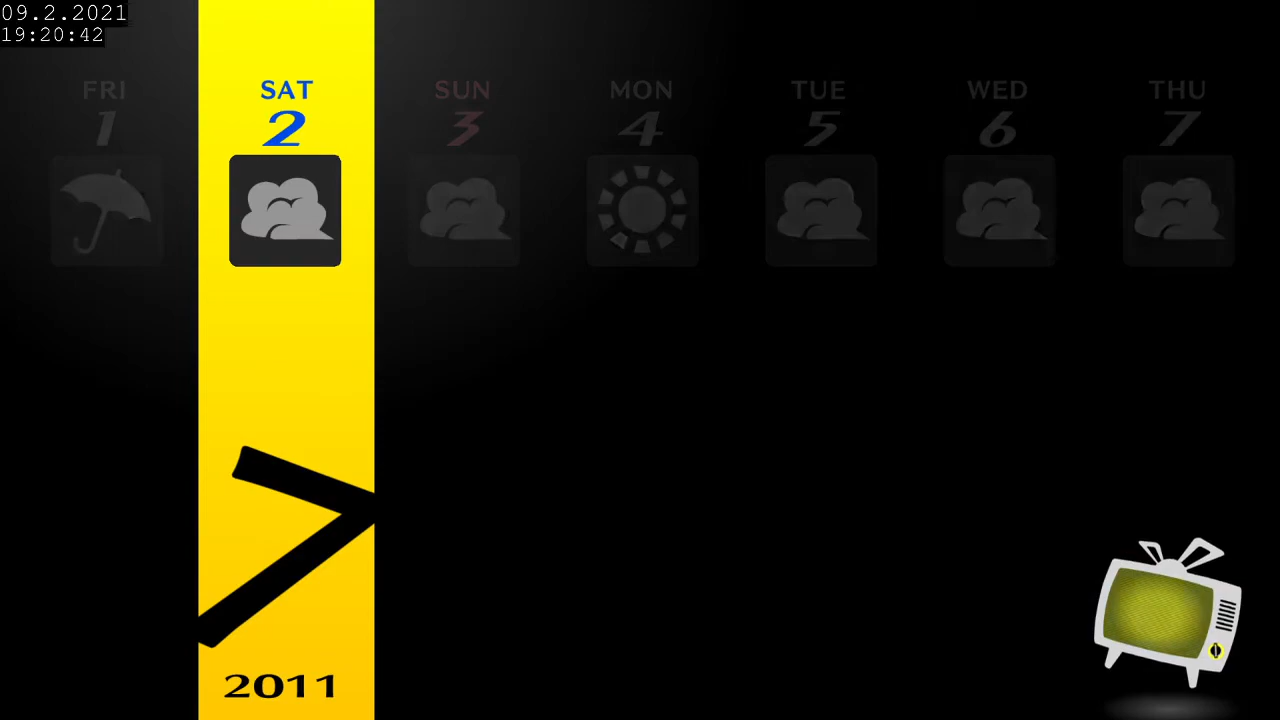 09.2.2021
19:20:42
FRI SAT SUN MON TUE WED THU
1 2 3 4 5 6 7
2011